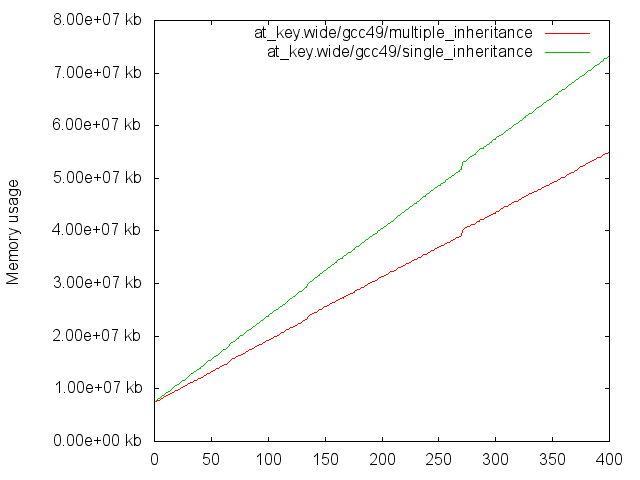 8.00e+07 kb
at_key.wide/gcc49/multiple_inheritance
at_key.wide/gcc49/single_inheritance
7.00e+07 kb
6.00e+07 kb
5.00e+07 kb
4.00e+07 kb
3.00e+07 kb
2.00e+07 kb
1.00e+07 kb
0.00e+00 kb
Memory usage
0 50 100 150 200 250 300 350 400